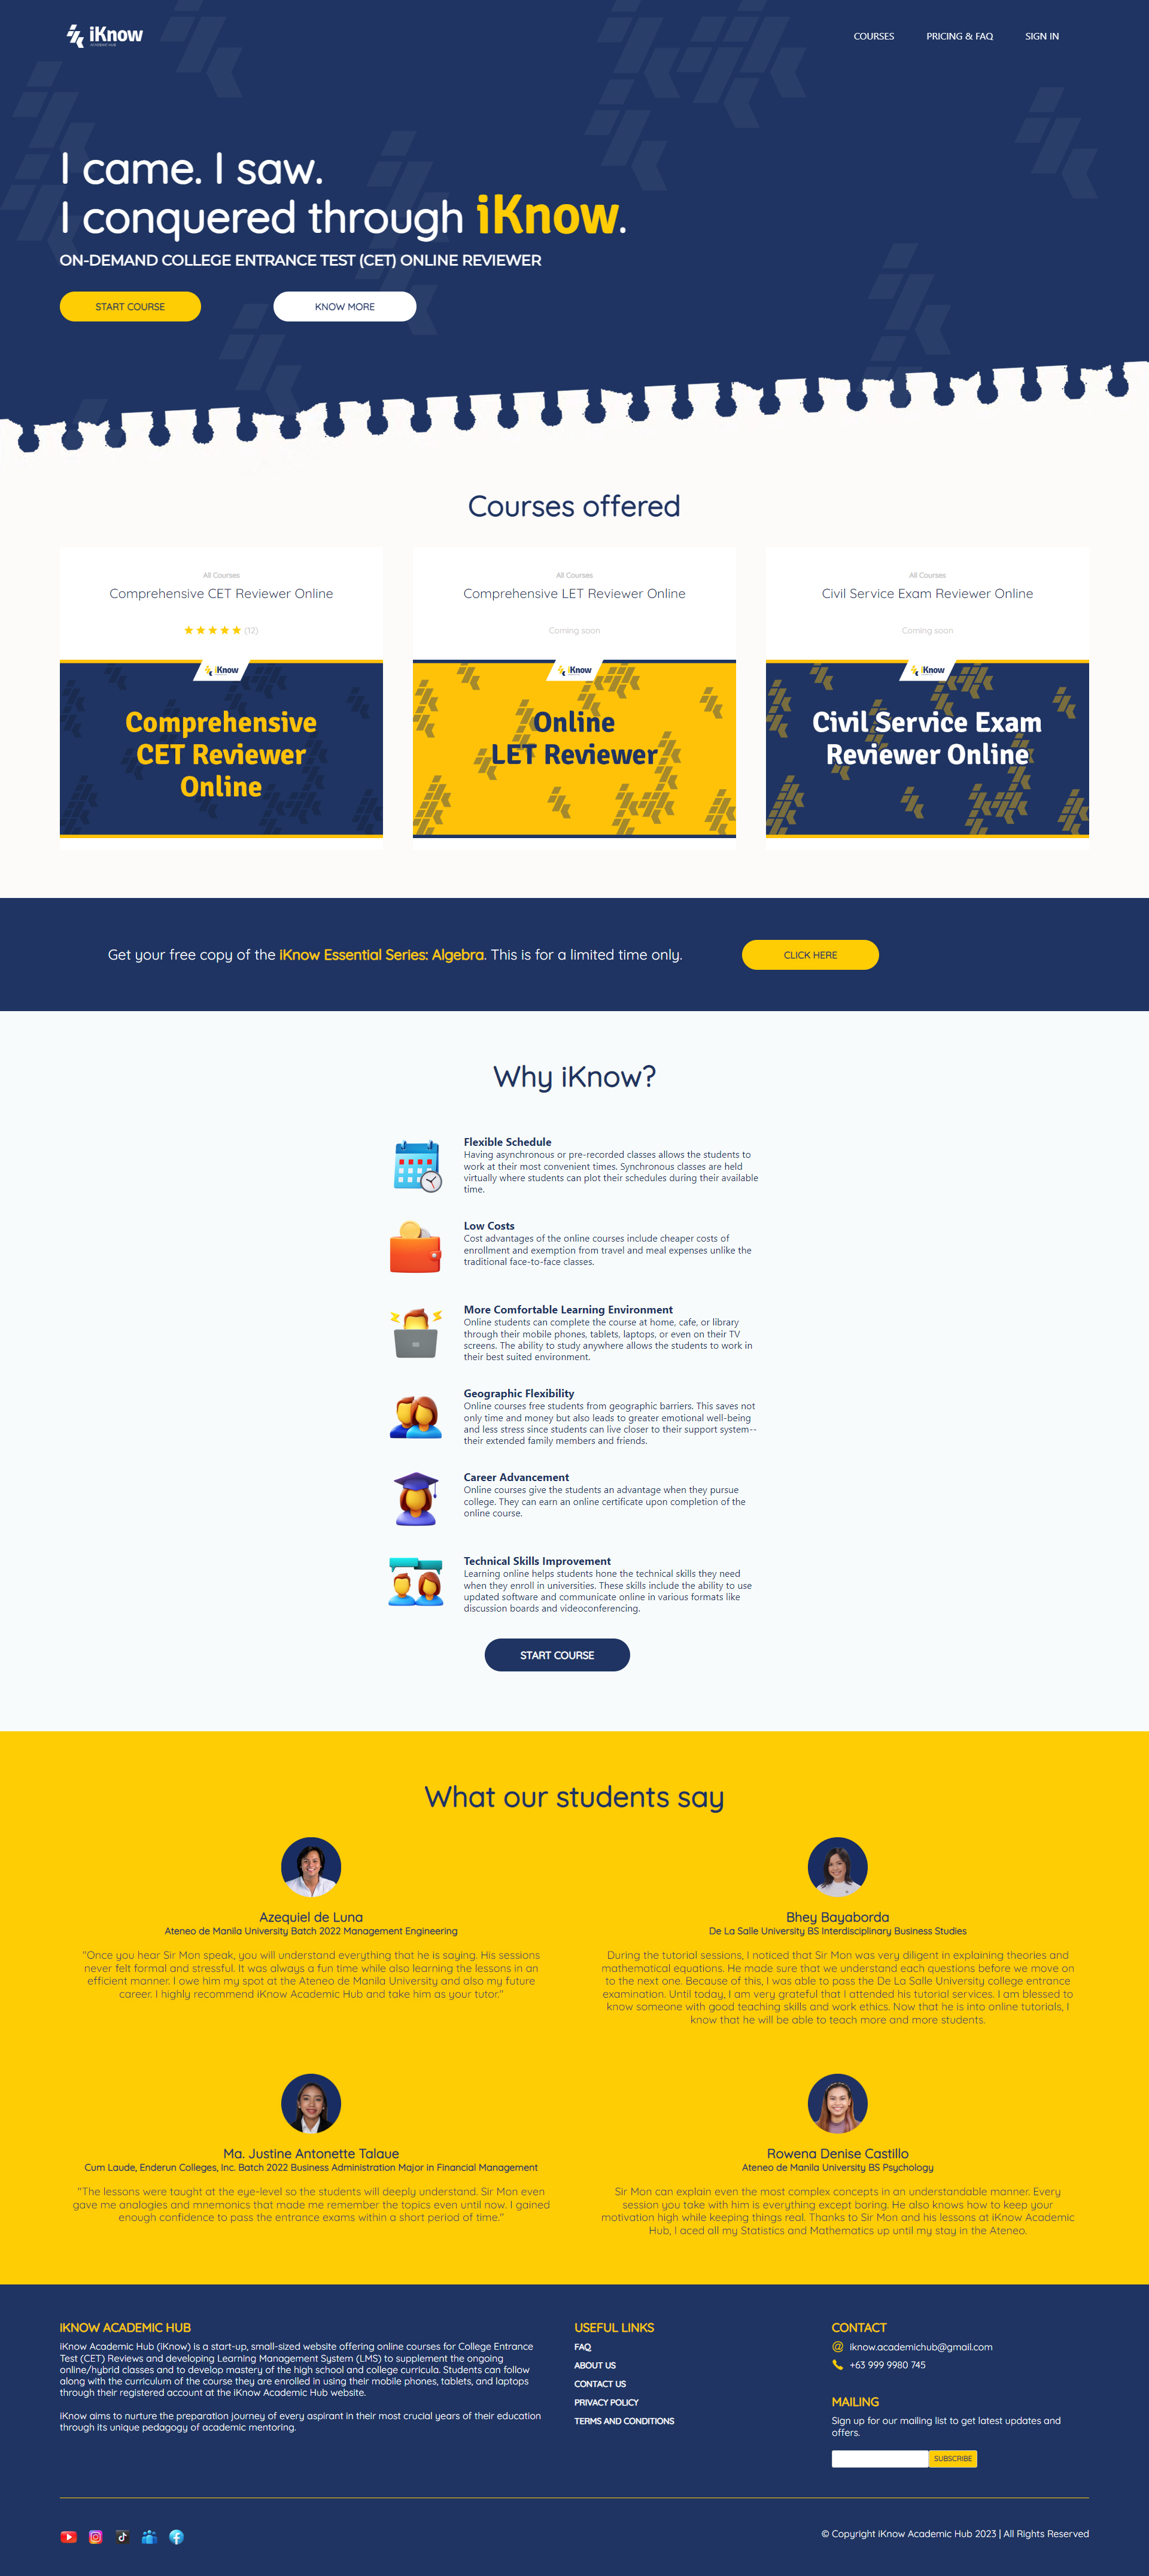 iKnow
ACADEMIC HUB
COURSES
PRICING & FAQ
SIGN IN
I came. I saw.
I conquered through iKnow.
ON-DEMAND COLLEGE ENTRANCE TEST (CET) ONLINE REVIEWER
START COURSE
KNOW MORE
Courses offered
All Courses
Comprehensive CET Reviewer Online
(12)
iKnow
Comprehensive
CET Reviewer
Online
All Courses
Comprehensive LET Reviewer Online
Coming soon
iKnow
Online
LET Reviewer
All Courses
Civil Service Exam Reviewer Online
Coming soon
iKnow
Civil Service Exam
Reviewer Online
Get your free copy of the iKnow Essential Series: Algebra. This is for a limited time only.
CLICK HERE
Why iKnow?
Flexible Schedule
Having asynchronous or pre-recorded classes allows the students to
work at their most convenient times. Synchronous classes are held
virtually where students can plot their schedules during their available
time.
Low Costs
Cost advantages of the online courses include cheaper costs of
enrollment and exemption from travel and meal expenses unlike the
traditional face-to-face classes.
More Comfortable Learning Environment
Online students can complete the course at home, cafe, or library
through their mobile phones, tablets, laptops, or even on their TV
screens. The ability to study anywhere allows the students to work in
their best suited environment.
Geographic Flexibility
Online courses free students from geographic barriers. This saves not
only time and money but also leads to greater emotional well-being
and less stress since students can live closer to their support system--
their extended family members and friends.
Career Advancement
Online courses give the students an advantage when they pursue
college. They can earn an online certificate upon completion of the
online course.
Technical Skills Improvement
Learning online helps students hone the technical skills they need
when they enroll in universities. These skills include the ability to use
updated software and communicate online in various formats like
discussion boards and videoconferencing.
START COURSE
What our students say
Azequiel de Luna
Ateneo de Manila University Batch 2022 Management Engineering
"Once you hear Sir Mon speak, you will understand everything that he is saying. His sessions
never felt formal and stressful. It was always a fun time while also learning the lessons in an
efficient manner. I owe him my spot at the Ateneo de Manila University and also my future
career. I highly recommend iKnow Academic Hub and take him as your tutor."
Bhey Bayaborda
De La Salle University BS Interdisciplinary Business Studies
During the tutorial sessions, I noticed that Sir Mon was very diligent in explaining theories and
mathematical equations. He made sure that we understand each questions before we move on
to the next one. Because of this, I was able to pass the De La Salle University college entrance
examination. Until today, I am very grateful that I attended his tutorial services. I am blessed to
know someone with good teaching skills and work ethics. Now that he is into online tutorials, I
know that he will be able to teach more and more students.
Ma. Justine Antonette Talaue
Cum Laude, Enderun Colleges, Inc. Batch 2022 Business Administration Major in Financial Management
"The lessons were taught at the eye-level so the students will deeply understand. Sir Mon even
gave me analogies and mnemonics that made me remember the topics even until now. I gained
enough confidence to pass the entrance exams within a short period of time."
Rowena Denise Castillo
Ateneo de Manila University BS Psychology
Sir Mon can explain even the most complex concepts in an understandable manner. Every
session you take with him is everything except boring. He also knows how to keep your
motivation high while keeping things real. Thanks to Sir Mon and his lessons at iKnow Academic
Hub, I aced all my Statistics and Mathematics up until my stay in the Ateneo.
IKNOW ACADEMIC HUB
iKnow Academic Hub (iKnow) is a start-up, small-sized website offering online courses for College Entrance
Test (CET) Reviews and developing Learning Management System (LMS) to supplement the ongoing
online/hybrid classes and to develop mastery of the high school and college curricula. Students can follow
along with the curriculum of the course they are enrolled in using their mobile phones, tablets, and laptops
through their registered account at the iKnow Academic Hub website.
iKnow aims to nurture the preparation journey of every aspirant in their most crucial years of their education
through its unique pedagogy of academic mentoring.
USEFUL LINKS
FAQ
ABOUT US
CONTACT US
PRIVACY POLICY
TERMS AND CONDITIONS
CONTACT
iknow.academichub@gmail.com
+63 999 9980 745
MAILING
Sign up for our mailing list to get latest updates and
offers.
SUBSCRIBE
© Copyright iKnow Academic Hub 2023 | All Rights Reserved